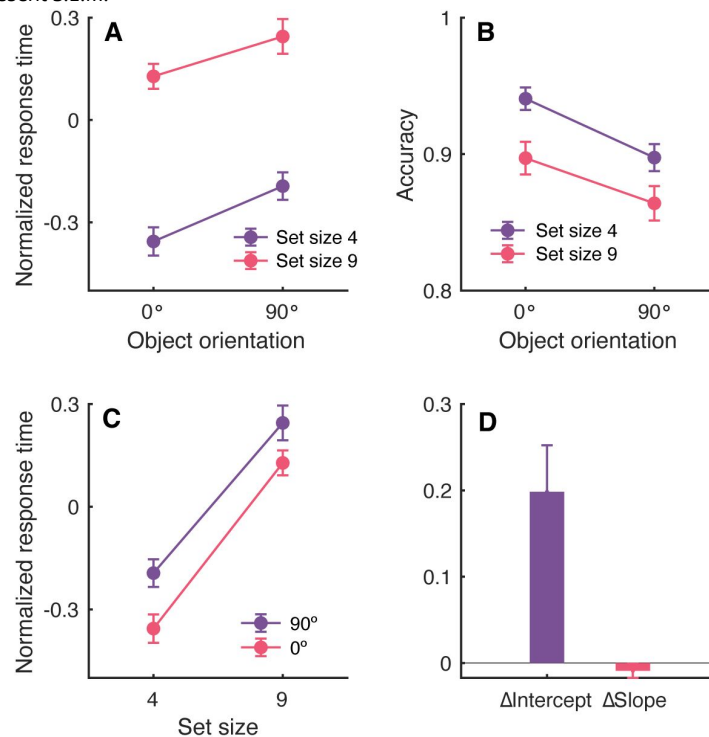 A
Normalized response time
0.3
0
-0.3
0° 90°
Object orientation
Set size 4
Set size 9
B
Accuracy
1
0.9
0.8
0° 90°
Object orientation
Set size 4
Set size 9
C
Normalized response time
0.3
0
-0.3
4 9
Set size
90°
0°
D
0.3
0.2
0.1
0
ΔIntercept ΔSlope